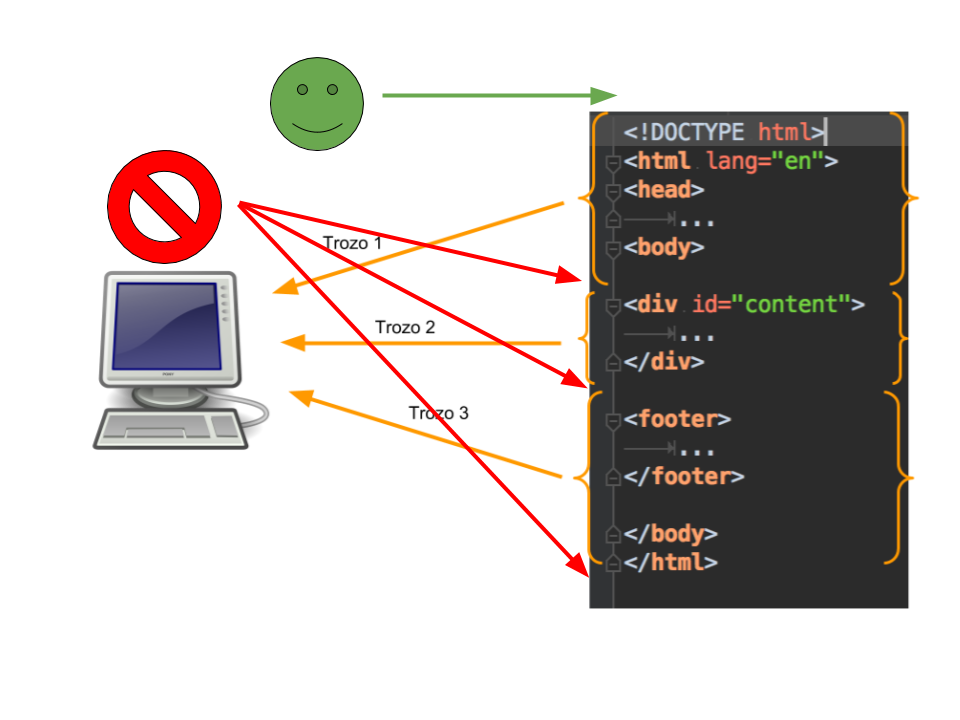 Trozo 1
Trozo 2
Trozo 3
<!DOCTYPE html>
<html lang="en">
<head>
...
<body>
<div id="content">
...
</div>
<footer>
...
</footer>
</body>
</html>